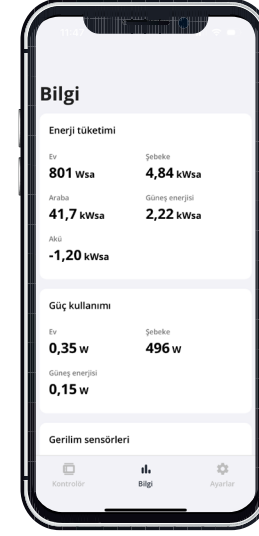 Bilgi
Enerji tüketimi
Ev Şebeke
801 Wsa 4,84 kWsa
Araba Güneş enerjisi
41,7 kWsa 2,22 kWsa
Akü
-1,20 kWsa
Güç kullanımı
Ev Şebeke
0,35 W 496 W
Güneş enerjisi
0,15 W
Gerilim sensörleri
Kontrolör Bilgi Ayarlar